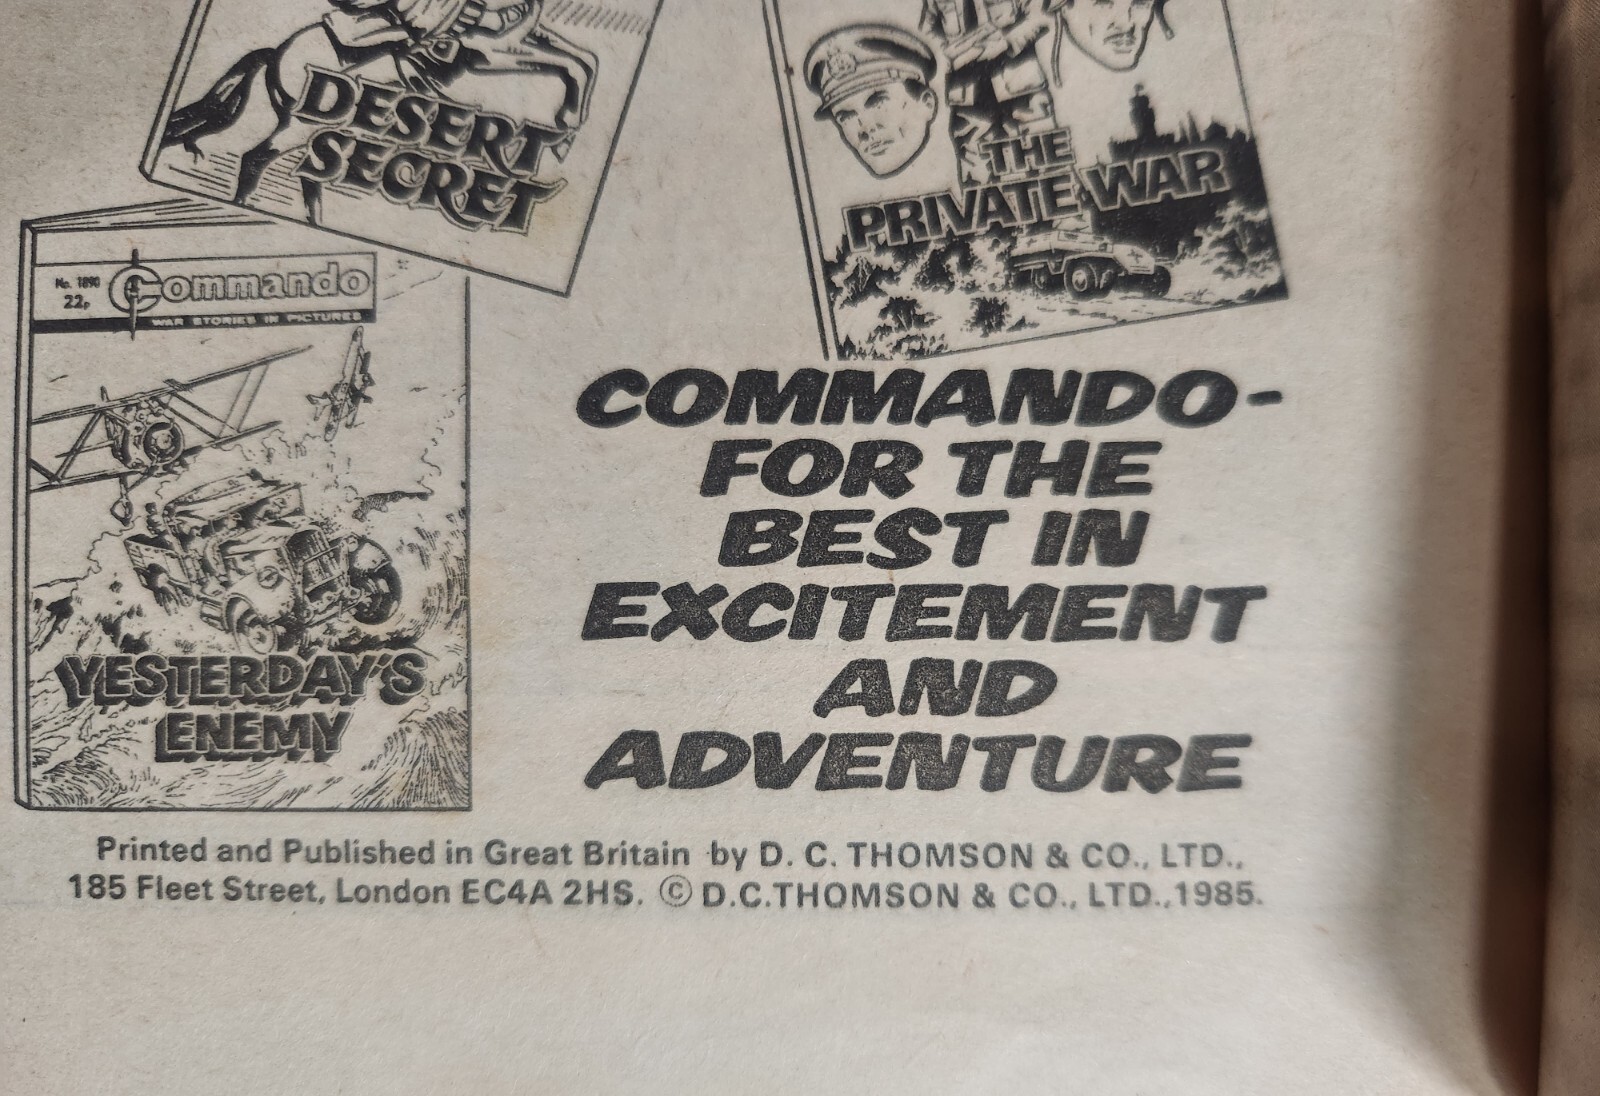 DESERT
SECRET
THE
PRIVATE WAR
No. 1890
22p
Commando
WAR STORIES IN PICTURES
YESTERDAY'S
ENEMY
COMMANDO-
FOR THE
BEST IN
EXCITEMENT
AND
ADVENTURE
Printed and Published in Great Britain by D. C. THOMSON & CO., LTD.,
185 Fleet Street, London EC4A 2HS. © D.C.THOMSON & CO., LTD.,1985.